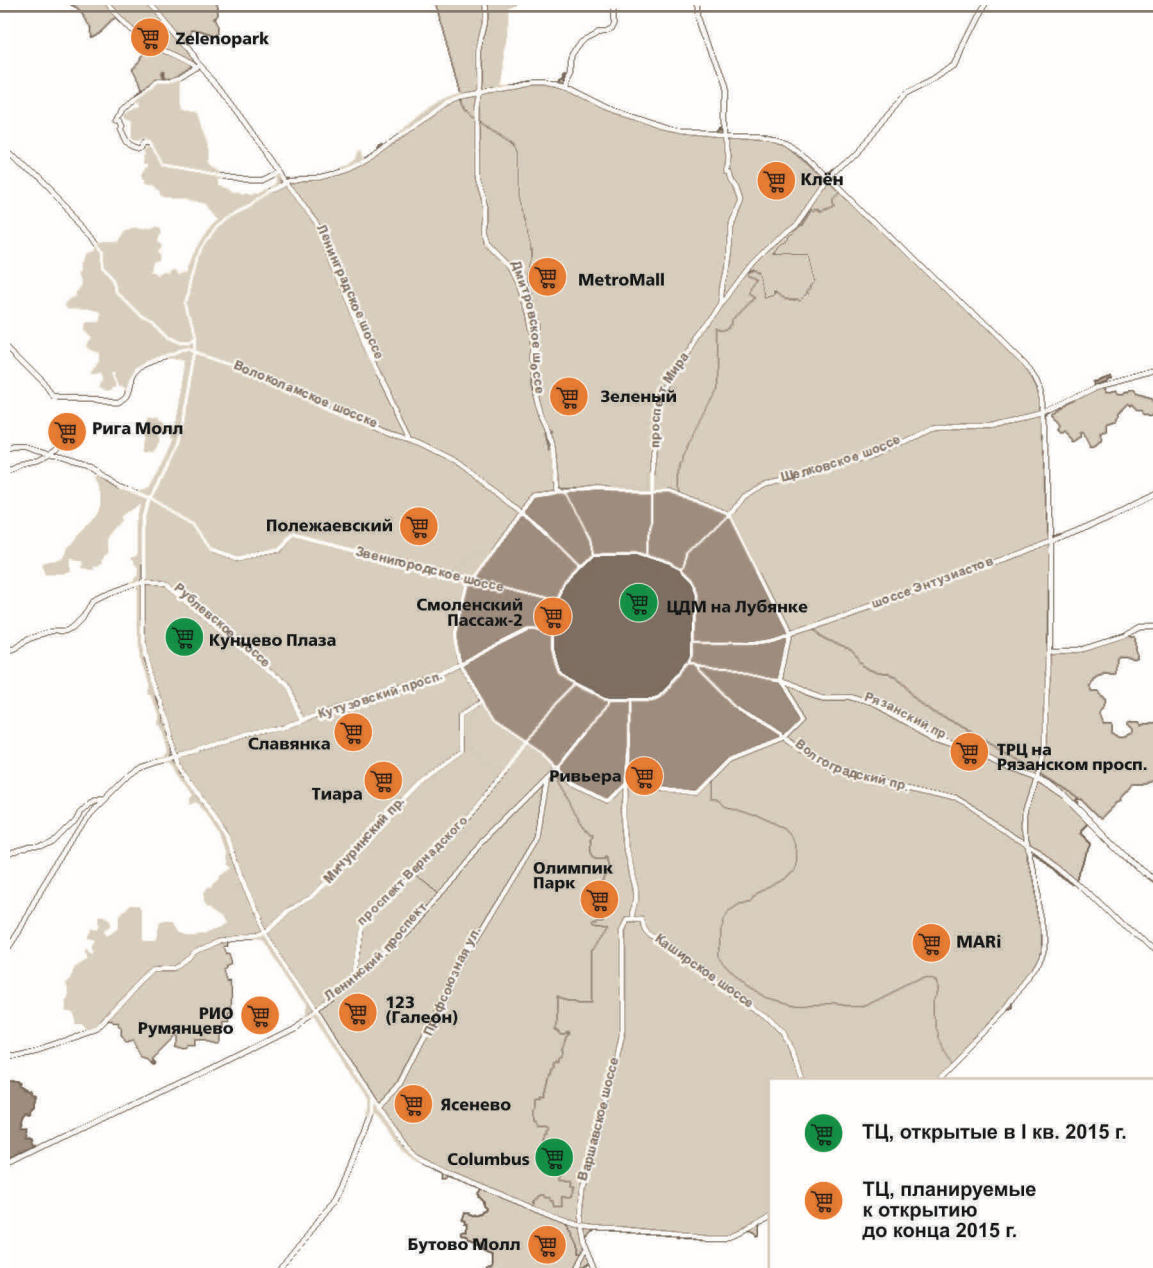 Zelenopark
Клён
Ленинградское шоссе
Дмитровское шоссе
MetroMall
проспект Мира
Волоколамское шосске
Зеленый
Рига Молл
Щелковское шоссе
Полежаевский
Звенигородское шоссе
шоссе Энтузиастов
Смоленский
Пассаж-2
ЦДМ на Лубянке
Рублевское шоссе
Кунцево Плаза
Кутузовский просп.
Рязанский пр.
Славянка
Волгоградский пр.
ТРЦ на
Рязанском просп.
Тиара
Ривьера
Мичуринский пр.
проспект Вернадского
Олимпик
Парк
Ленинский проспект
Профсоюзная ул.
Каширское шоссе
MARi
РИО
Румянцево
123
(Галеон)
Ясенево
Варшавское шоссе
Columbus
Бутово Молл
ТЦ, открытые в I кв. 2015 г.
ТЦ, планируемые
к открытию
до конца 2015 г.